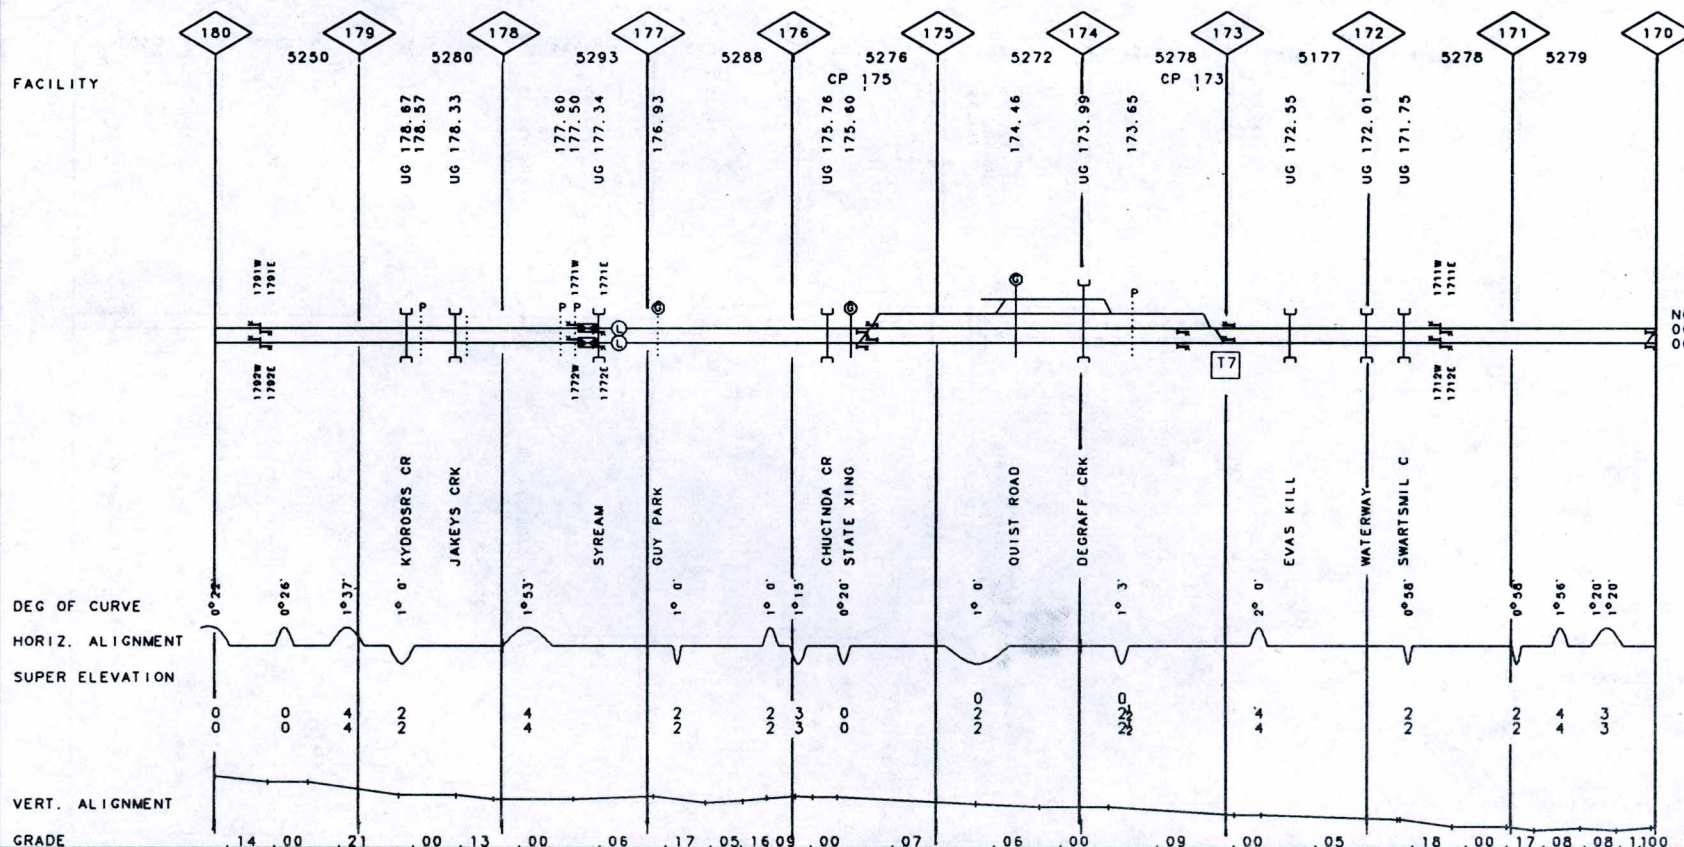 180 179 178 177 176 175 174 173 172 171 170
5250 5280 5293 5288 5276 5272 5278 5177 5278 5279
FACILITY
CP 175 CP 173
UG 178.67
178.57
UG 178.33
177.60
177.50
UG 177.34
176.93
UG 175.76
175.60
174.46
UG 173.99
173.65
UG 172.55
UG 172.01
UG 171.75
1791W
1791E
1771W
1771E
1711W
1711E
P
P P
G
G
G
P
L
L
1792W
1792E
1772W
1772E
1712W
1712E
T7
KYDROSRS CR
JAKEYS CRK
SYREAM
GUY PARK
CHUCTNDA CR
STATE XING
QUIST ROAD
DEGRAFF CRK
EVAS KILL
WATERWAY
SWARTSMIL C
DEG OF CURVE
0°26' 1°37' 1° 0' 1°53' 1° 0' 1° 0' 1°15' 0°20' 1° 0' 1° 3' 2° 0' 0°58' 0°58' 1°56' 1°20' 1°20'
HORIZ. ALIGNMENT
SUPER ELEVATION
0 0
0 0 4 2 4 2 2 3 0 2 4 2 2 4 3
0 0 4 2 4 2 2 3 0 2 4 2 2 4 3
VERT. ALIGNMENT
GRADE .14 .00 .21 .00 .13 .00 .06 .17 .05 .16 09 .00 .07 .06 .00 .09 .00 .05 .18 .00 .17 .08 .08